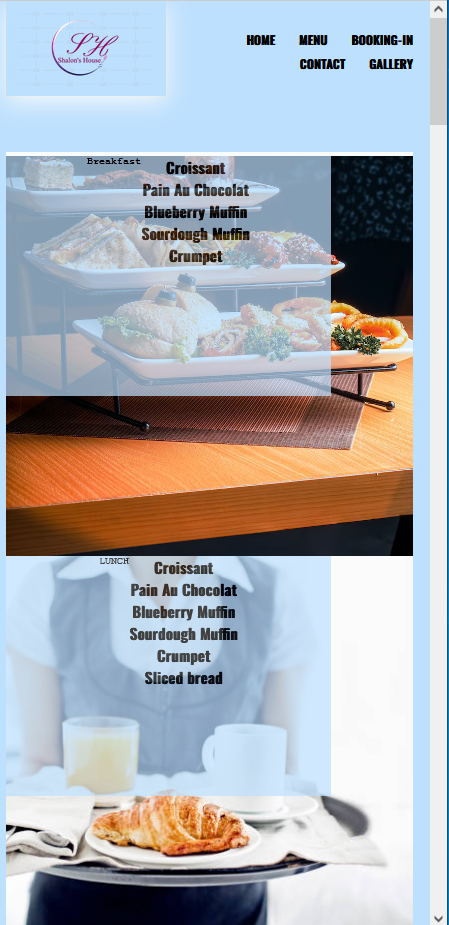 SH
Shalon's House
HOME MENU BOOKING-IN
CONTACT GALLERY
Breakfast
Croissant
Pain Au Chocolat
Blueberry Muffin
Sourdough Muffin
Crumpet
LUNCH
Croissant
Pain Au Chocolat
Blueberry Muffin
Sourdough Muffin
Crumpet
Sliced bread